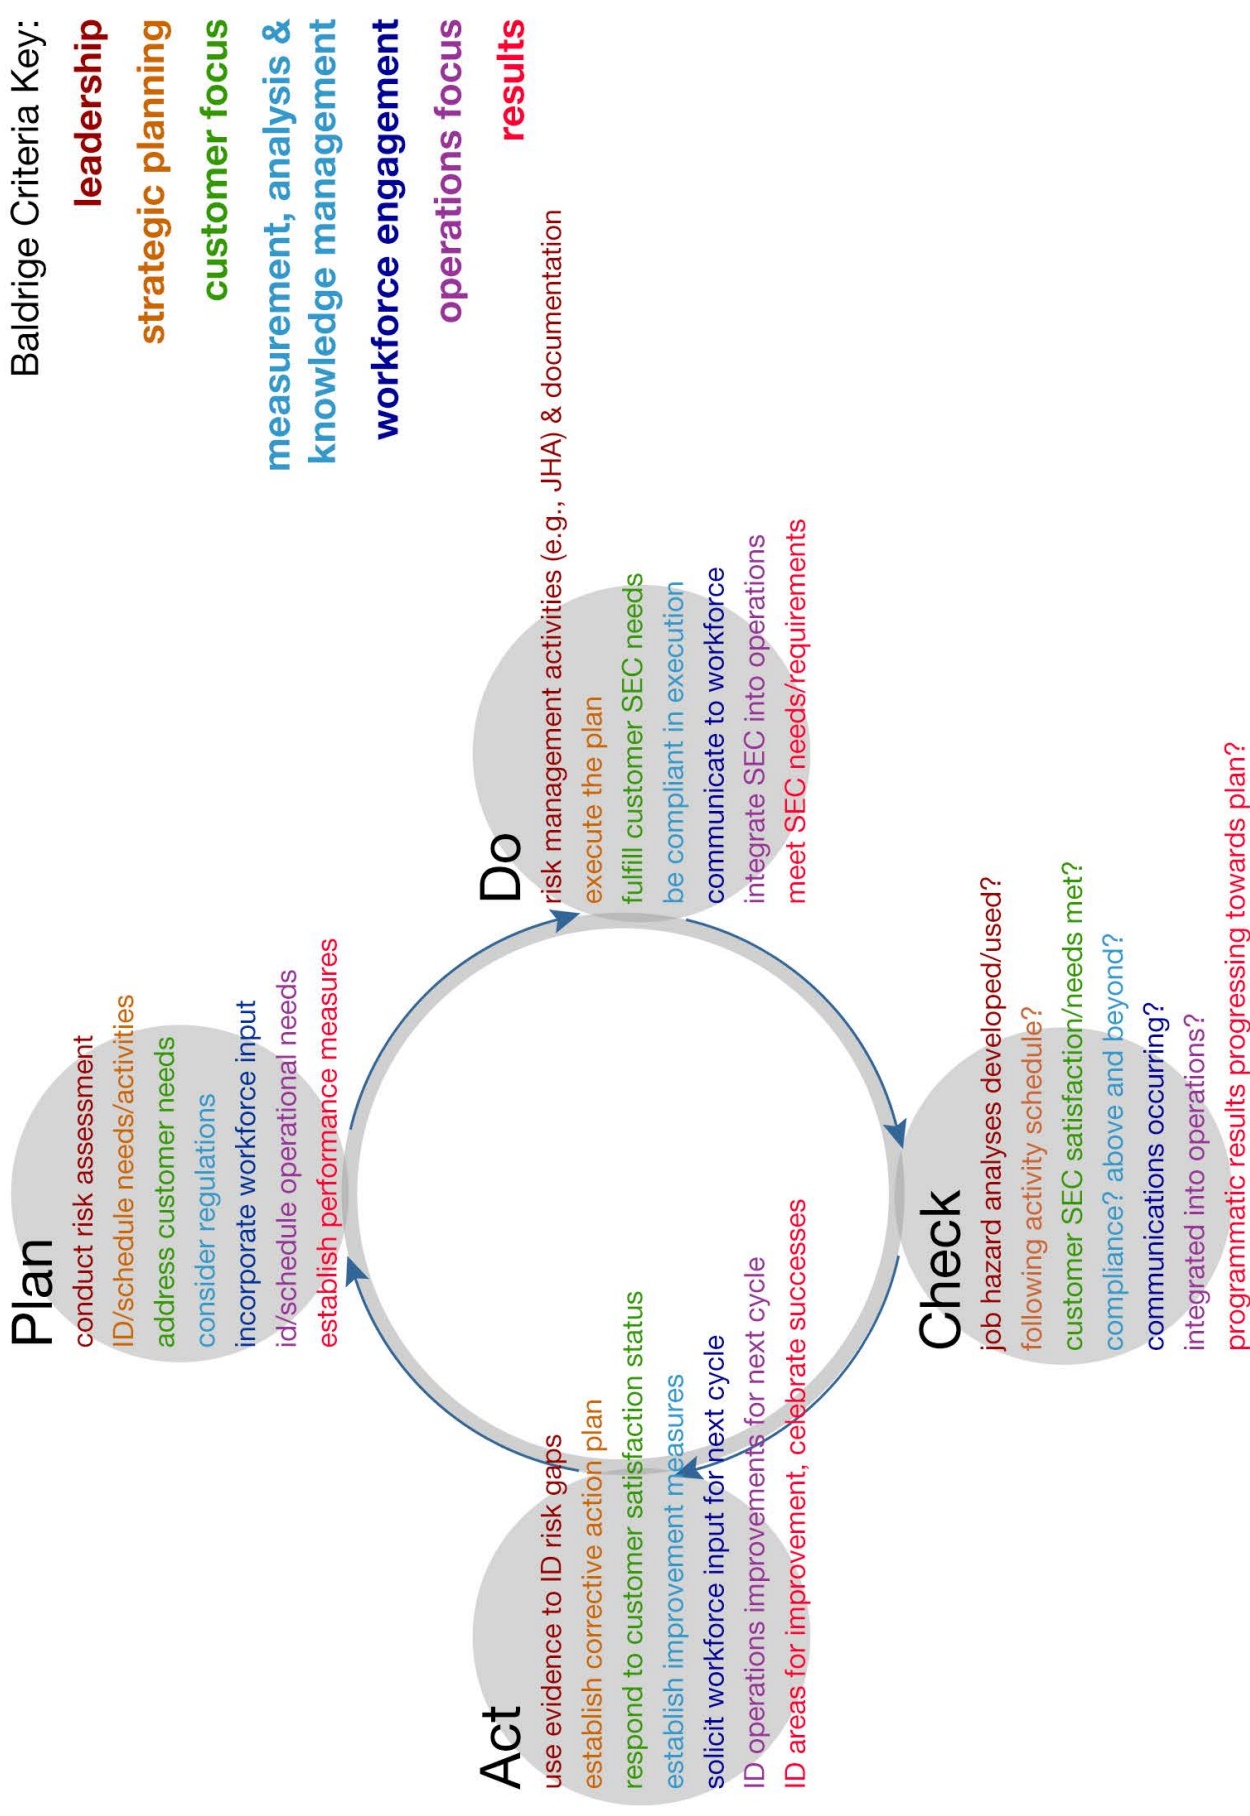 Baldrige Criteria Key:
leadership
strategic planning
customer focus
measurement, analysis &
knowledge management
workforce engagement
operations focus
results
Plan
conduct risk assessment
ID/schedule needs/activities
address customer needs
consider regulations
incorporate workforce input
id/schedule operational needs
establish performance measures
Do
risk management activities (e.g., JHA) & documentation
execute the plan
fulfill customer SEC needs
be compliant in execution
communicate to workforce
integrate SEC into operations
meet SEC needs/requirements
Check
job hazard analyses developed/used?
following activity schedule?
customer SEC satisfaction/needs met?
compliance? above and beyond?
communications occurring?
integrated into operations?
programmatic results progressing towards plan?
Act
use evidence to ID risk gaps
establish corrective action plan
respond to customer satisfaction status
establish improvement measures
solicit workforce input for next cycle
ID operations improvements for next cycle
ID areas for improvement, celebrate successes